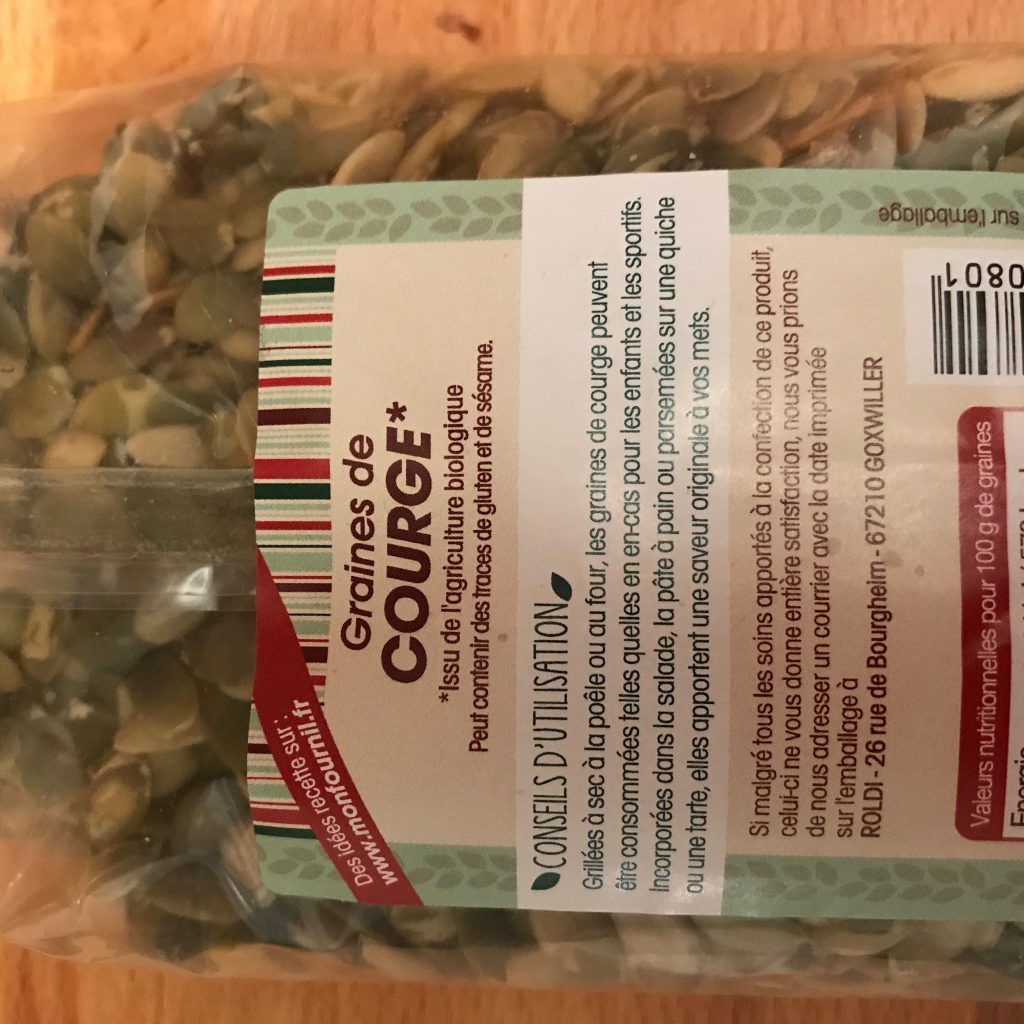 Des idées recette sur :
www.monfournil.fr
Graines de
COURGE*
*Issu de l'agriculture biologique
Peut contenir des traces de gluten et de sésame.
CONSEILS D'UTILISATION
Grillées à sec à la poêle ou au four, les graines de courge peuvent
être consommées telles quelles en en-cas pour les enfants et les sportifs.
Incorporées dans la salade, la pâte à pain ou parsemées sur une quiche
ou une tarte, elles apportent une saveur originale à vos mets.
Si malgré tous les soins apportés à la confection de ce produit,
celui-ci ne vous donne entière satisfaction, nous vous prions
de nous adresser un courrier avec la date imprimée
sur l'emballage à
ROLDI - 26 rue de Bourgheim - 67210 GOXWILLER
sur l'emballage
0801
Valeurs nutritionnelles pour 100 g de graines